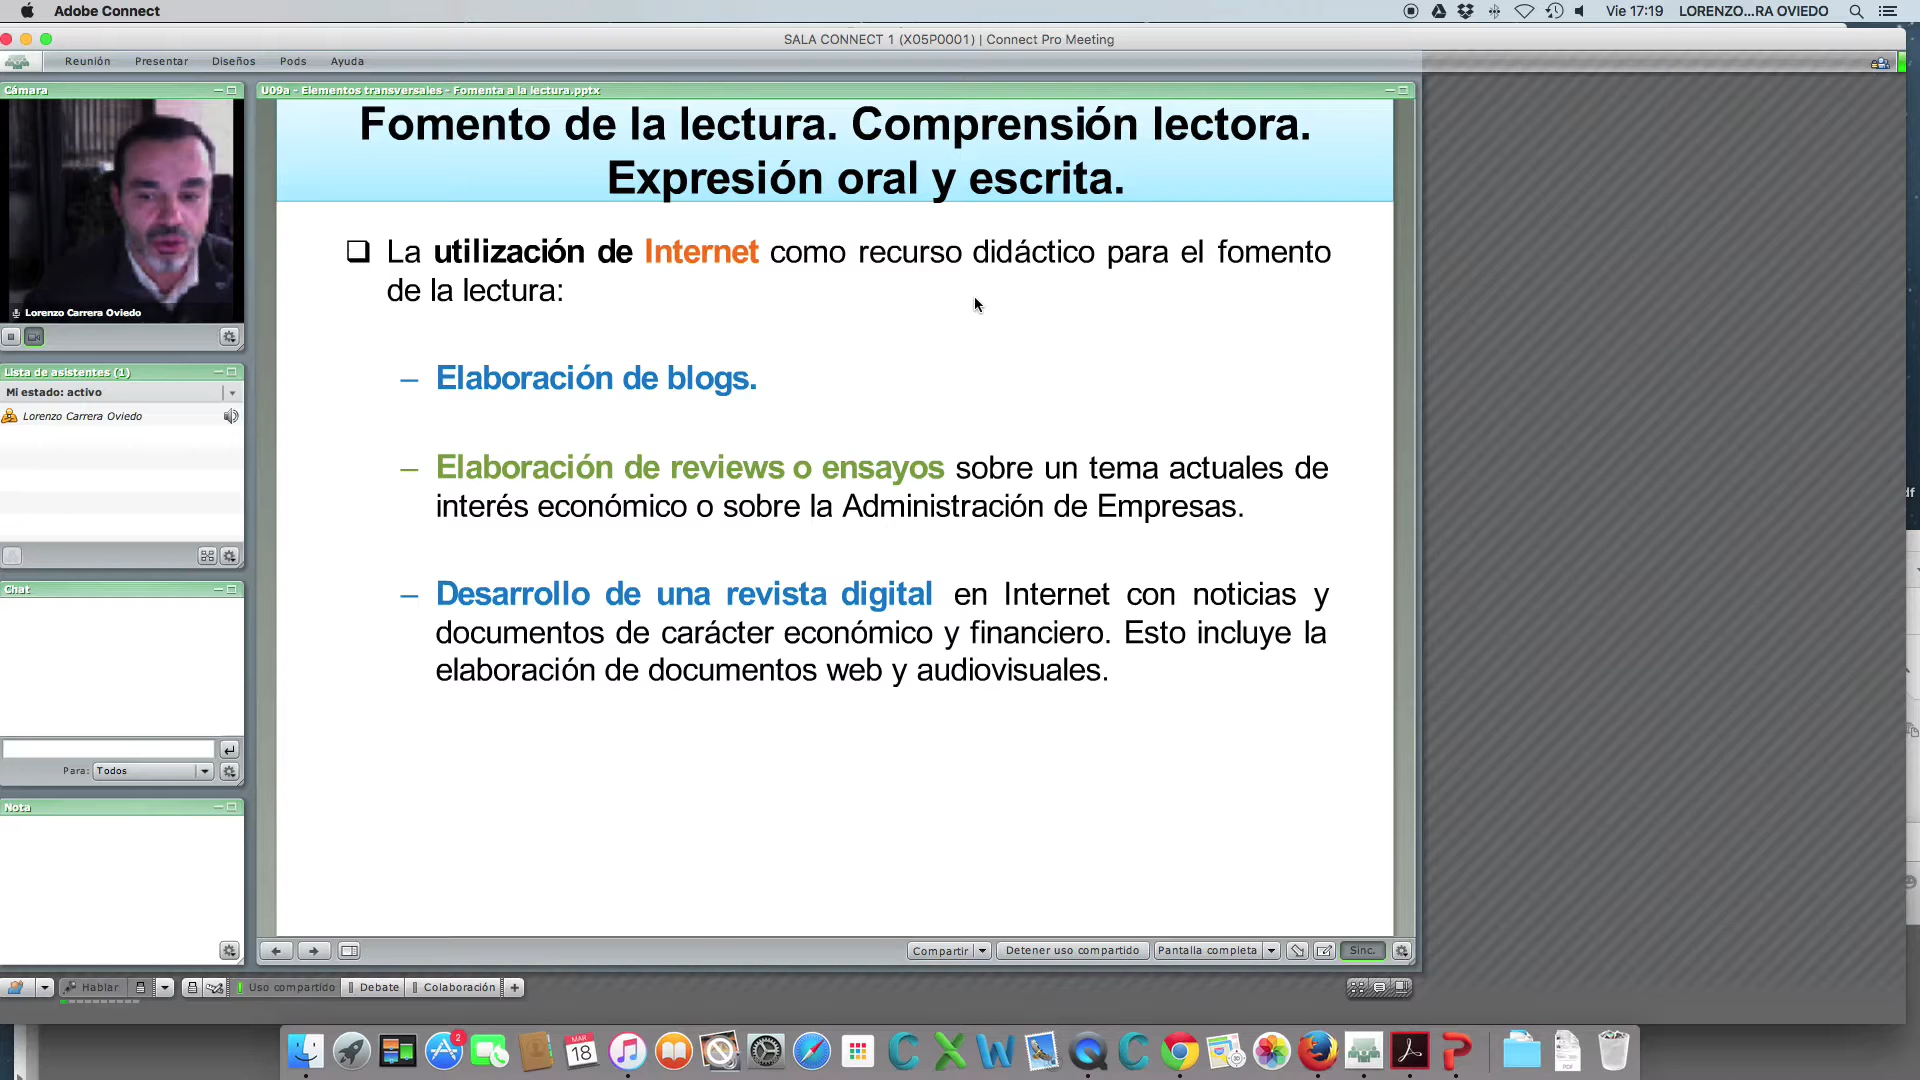 Adobe Connect
Vie 17:19 LORENZO...RA OVIEDO
SALA CONNECT 1 (X05P0001) | Connect Pro Meeting
Reunión Presentar Diseños Pods Ayuda
Cámara
Lorenzo Carrera Oviedo
Lista de asistentes (1)
Mi estado: activo
Lorenzo Carrera Oviedo
Chat
Para: Todos
Nota
U09a - Elementos transversales - Fomenta a la lectura.pptx
Fomento de la lectura. Comprensión lectora.
Expresión oral y escrita.
La utilización de Internet como recurso didáctico para el fomento
de la lectura:
– Elaboración de blogs.
– Elaboración de reviews o ensayos sobre un tema actuales de
interés económico o sobre la Administración de Empresas.
– Desarrollo de una revista digital en Internet con noticias y
documentos de carácter económico y financiero. Esto incluye la
elaboración de documentos web y audiovisuales.
Compartir Detener uso compartido Pantalla completa Sinc.
Hablar Uso compartido Debate Colaboración
df
2
MAR
18
PDF